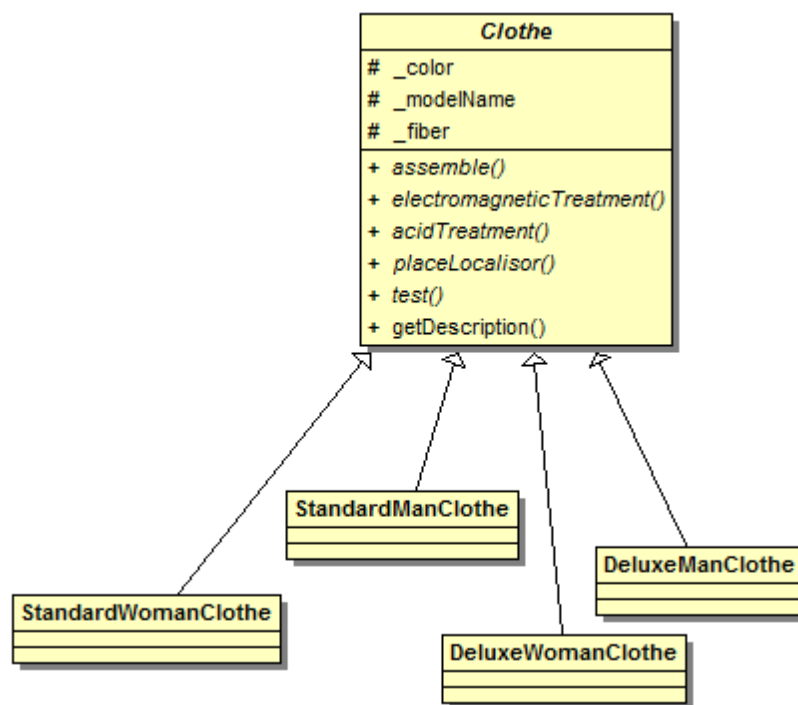 Clothe
# _color
# _modelName
# _fiber
+ assemble()
+ electromagneticTreatment()
+ acidTreatment()
+ placeLocalisor()
+ test()
+ getDescription()
StandardManClothe
DeluxeManClothe
StandardWomanClothe
DeluxeWomanClothe